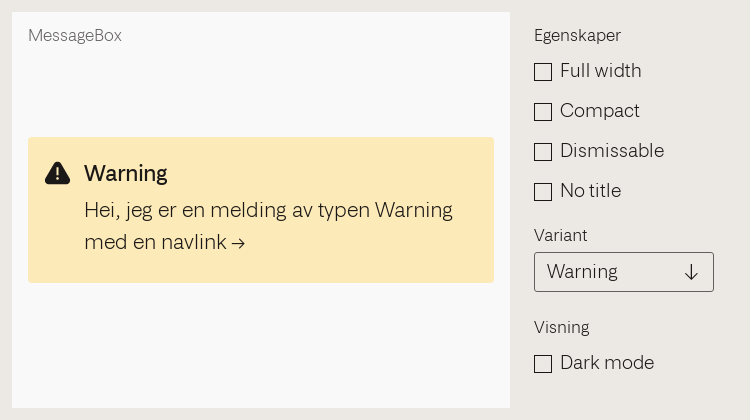 MessageBox
Warning
Hei, jeg er en melding av typen Warning
med en navlink →
Egenskaper
Full width
Compact
Dismissable
No title
Variant
Warning
Visning
Dark mode